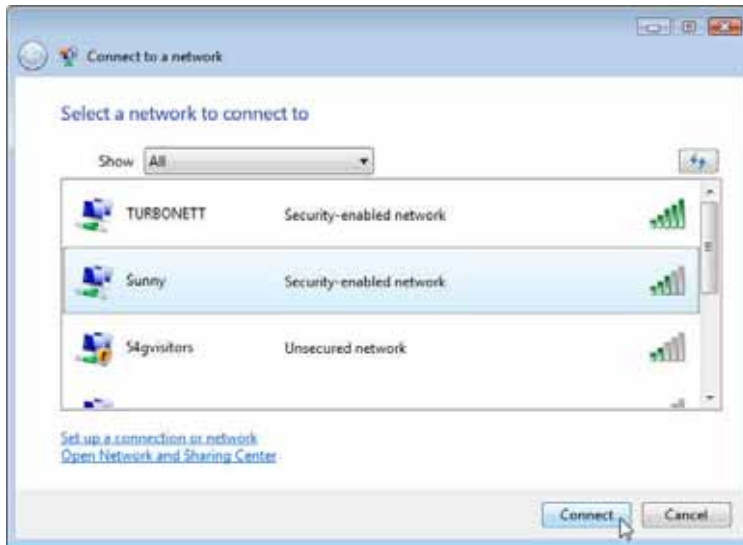 Connect to a network
Select a network to connect to
Show All
TURBONETT Security-enabled network
Sunny Security-enabled network
S4gvisitors Unsecured network
Set up a connection or network
Open Network and Sharing Center
Connect Cancel